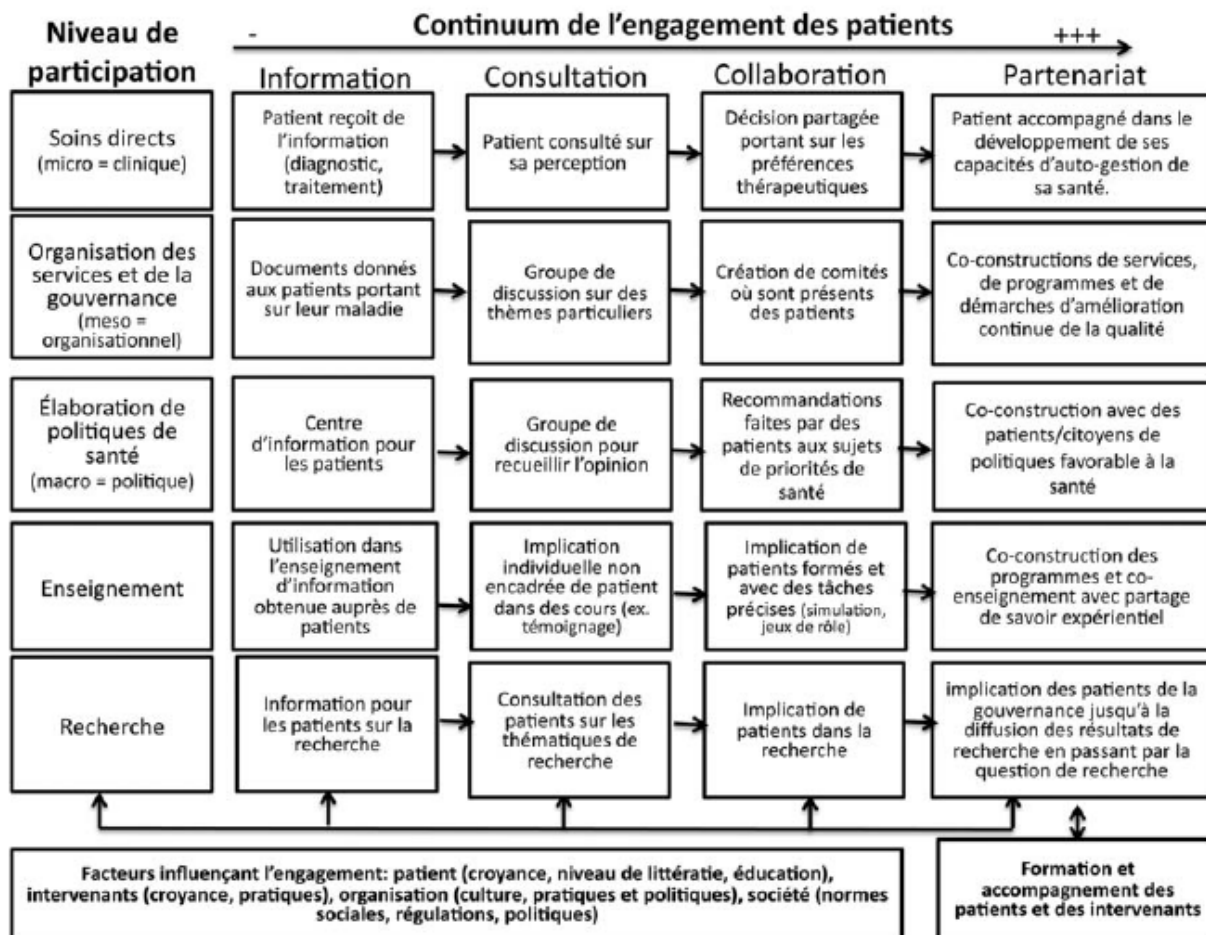 Niveau de
participation
Continuum de l'engagement des patients
-
+++
Information
Consultation
Collaboration
Partenariat
Soins directs
(micro = clinique)
Patient reçoit de
l'information
(diagnostic,
traitement)
Patient consulté sur
sa perception
Décision partagée
portant sur les
préférences
thérapeutiques
Patient accompagné dans le
développement de ses
capacités d'auto-gestion de
sa santé.
Organisation des
services et de la
gouvernance
(meso =
organisationnel)
Documents donnés
aux patients portant
sur leur maladie
Groupe de
discussion sur des
thèmes particuliers
Création de comités
où sont présents
des patients
Co-constructions de services,
de programmes et de
démarches d'amélioration
continue de la qualité
Élaboration de
politiques de
santé
(macro = politique)
Centre
d'information pour
les patients
Groupe de
discussion pour
recueillir l'opinion
Recommandations
faites par des
patients aux sujets
de priorités de
santé
Co-construction avec des
patients/citoyens de
politiques favorable à la
santé
Enseignement
Utilisation dans
l'enseignement
d'information
obtenue auprès de
patients
Implication
individuelle non
encadrée de patient
dans des cours (ex.
témoignage)
Implication de
patients formés et
avec des tâches
précises (simulation,
jeux de rôle)
Co-construction des
programmes et co-
enseignement avec partage
de savoir expérientiel
Recherche
Information pour
les patients sur la
recherche
Consultation des
patients sur les
thématiques de
recherche
Implication de
patients dans la
recherche
implication des patients de la
gouvernance jusqu'à la
diffusion des résultats de
recherche en passant par la
question de recherche
Facteurs influençant l'engagement: patient (croyance, niveau de littératie, éducation),
intervenants (croyance, pratiques), organisation (culture, pratiques et politiques), société (normes
sociales, régulations, politiques)
Formation et
accompagnement des
patients et des intervenants